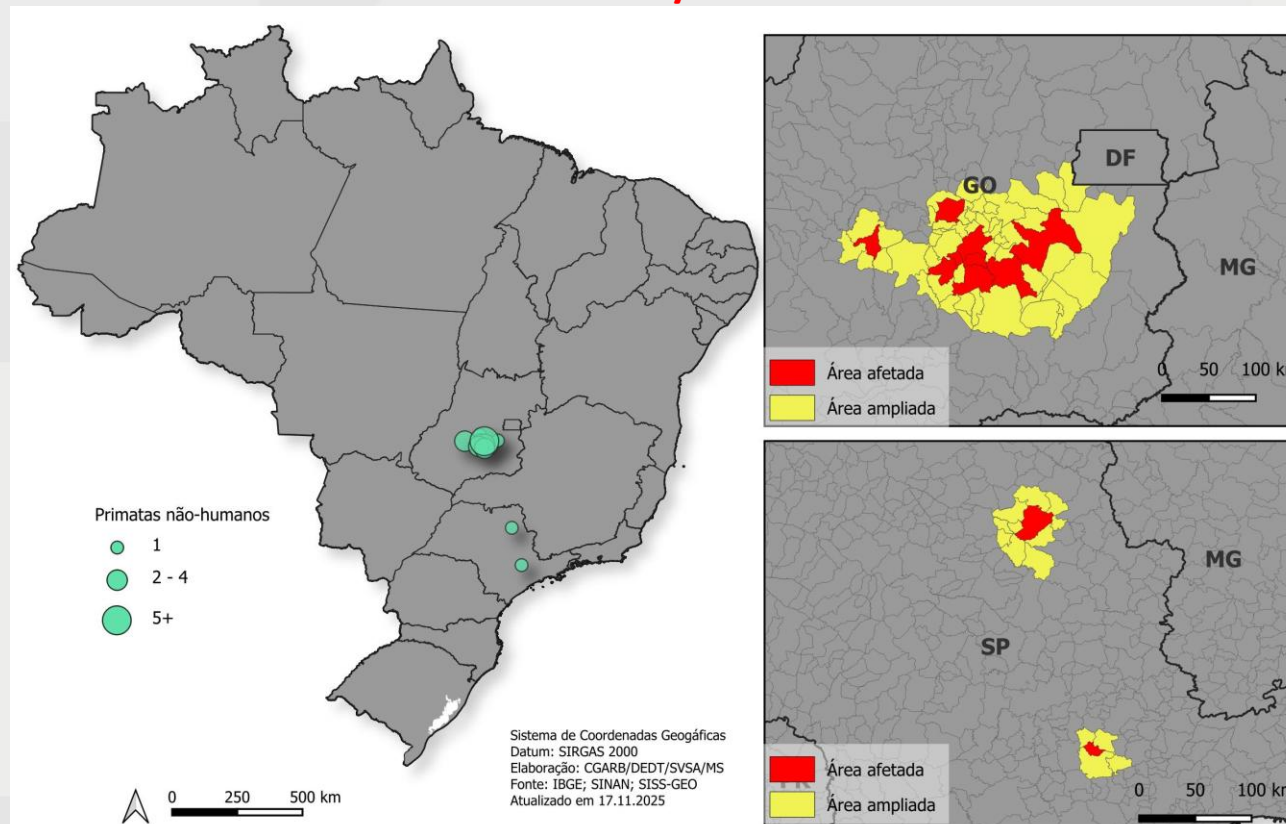 Primatas não-humanos
1
2 - 4
5+
0 250 500 km
Sistema de Coordenadas Geogáficas
Datum: SIRGAS 2000
Elaboração: CGARB/DEDT/SVSA/MS
Fonte: IBGE; SINAN; SISS-GEO
Atualizado em 17.11.2025
DF
GO
MG
Área afetada
Área ampliada
0 50 100 km
MG
SP
Área afetada
Área ampliada
0 50 100 km